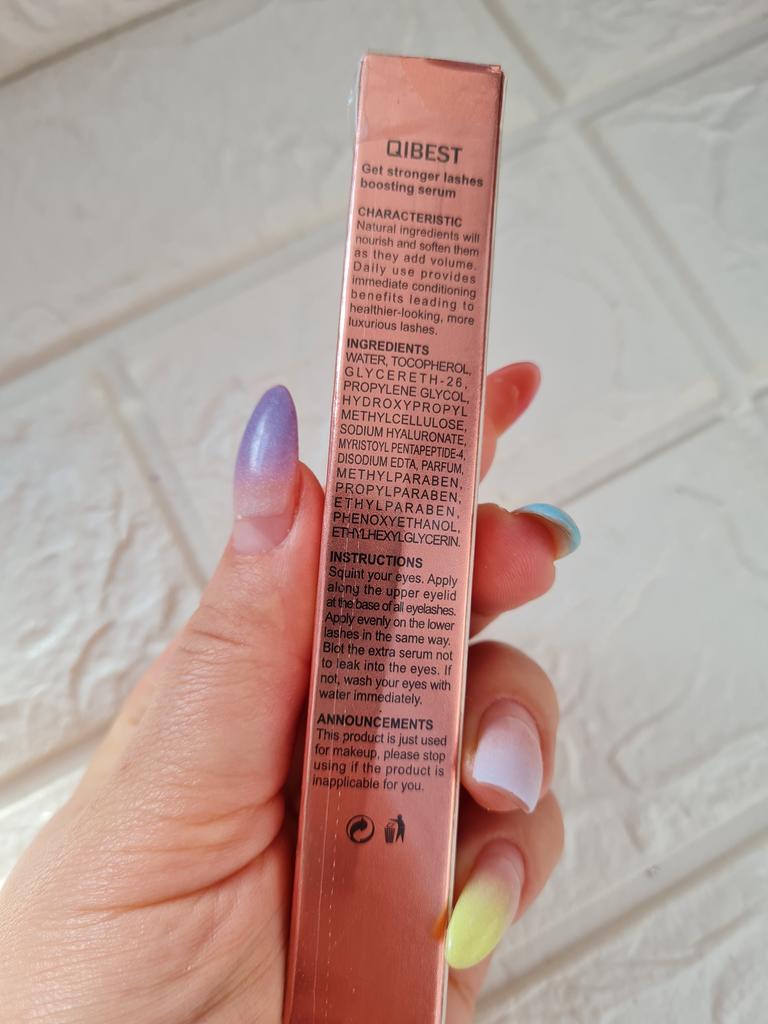 QIBEST
Get stronger lashes
boosting serum
CHARACTERISTIC
Natural ingredients will
nourish and soften them
as they add volume.
Daily use provides
immediate conditioning
benefits leading to
healthier-looking, more
luxurious lashes.
INGREDIENTS
WATER, TOCOPHEROL,
GLYCERETH-26,
PROPYLENE GLYCOL,
HYDROXYPROPYL
METHYLCELLULOSE,
SODIUM HYALURONATE,
MYRISTOYL PENTAPEPTIDE-4,
DISODIUM EDTA, PARFUM,
METHYLPARABEN,
PROPYLPARABEN,
ETHYLPARABEN,
PHENOXYETHANOL,
ETHYLHEXYLGLYCERIN.
INSTRUCTIONS
Squint your eyes. Apply
along the upper eyelid
at the base of all eyelashes.
Apply evenly on the lower
lashes in the same way.
Blot the extra serum not
to leak into the eyes. If
not, wash your eyes with
water immediately.
ANNOUNCEMENTS
This product is just used
for makeup, please stop
using if the product is
inapplicable for you.